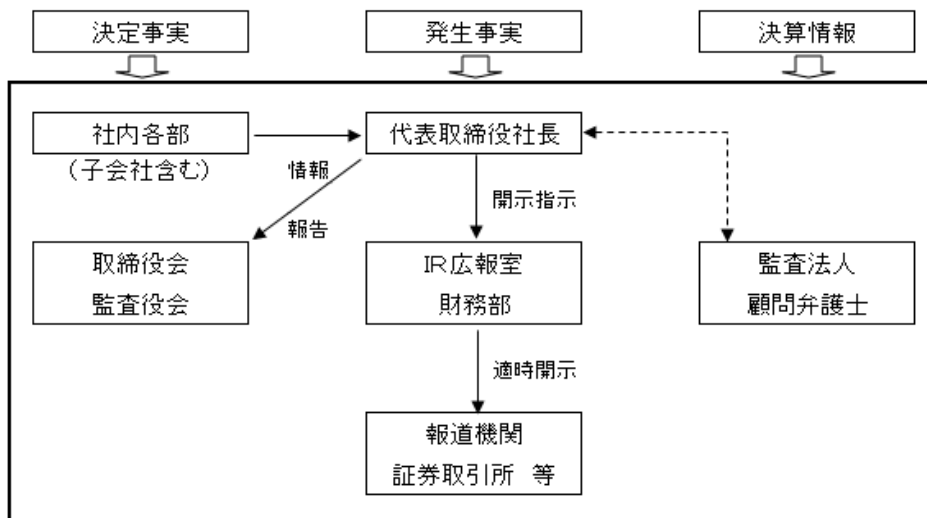 決定事実
発生事実
決算情報
社内各部
（子会社含む）
代表取締役社長
情報
報告
開示指示
取締役会
監査役会
IR広報室
財務部
監査法人
顧問弁護士
適時開示
報道機関
証券取引所 等